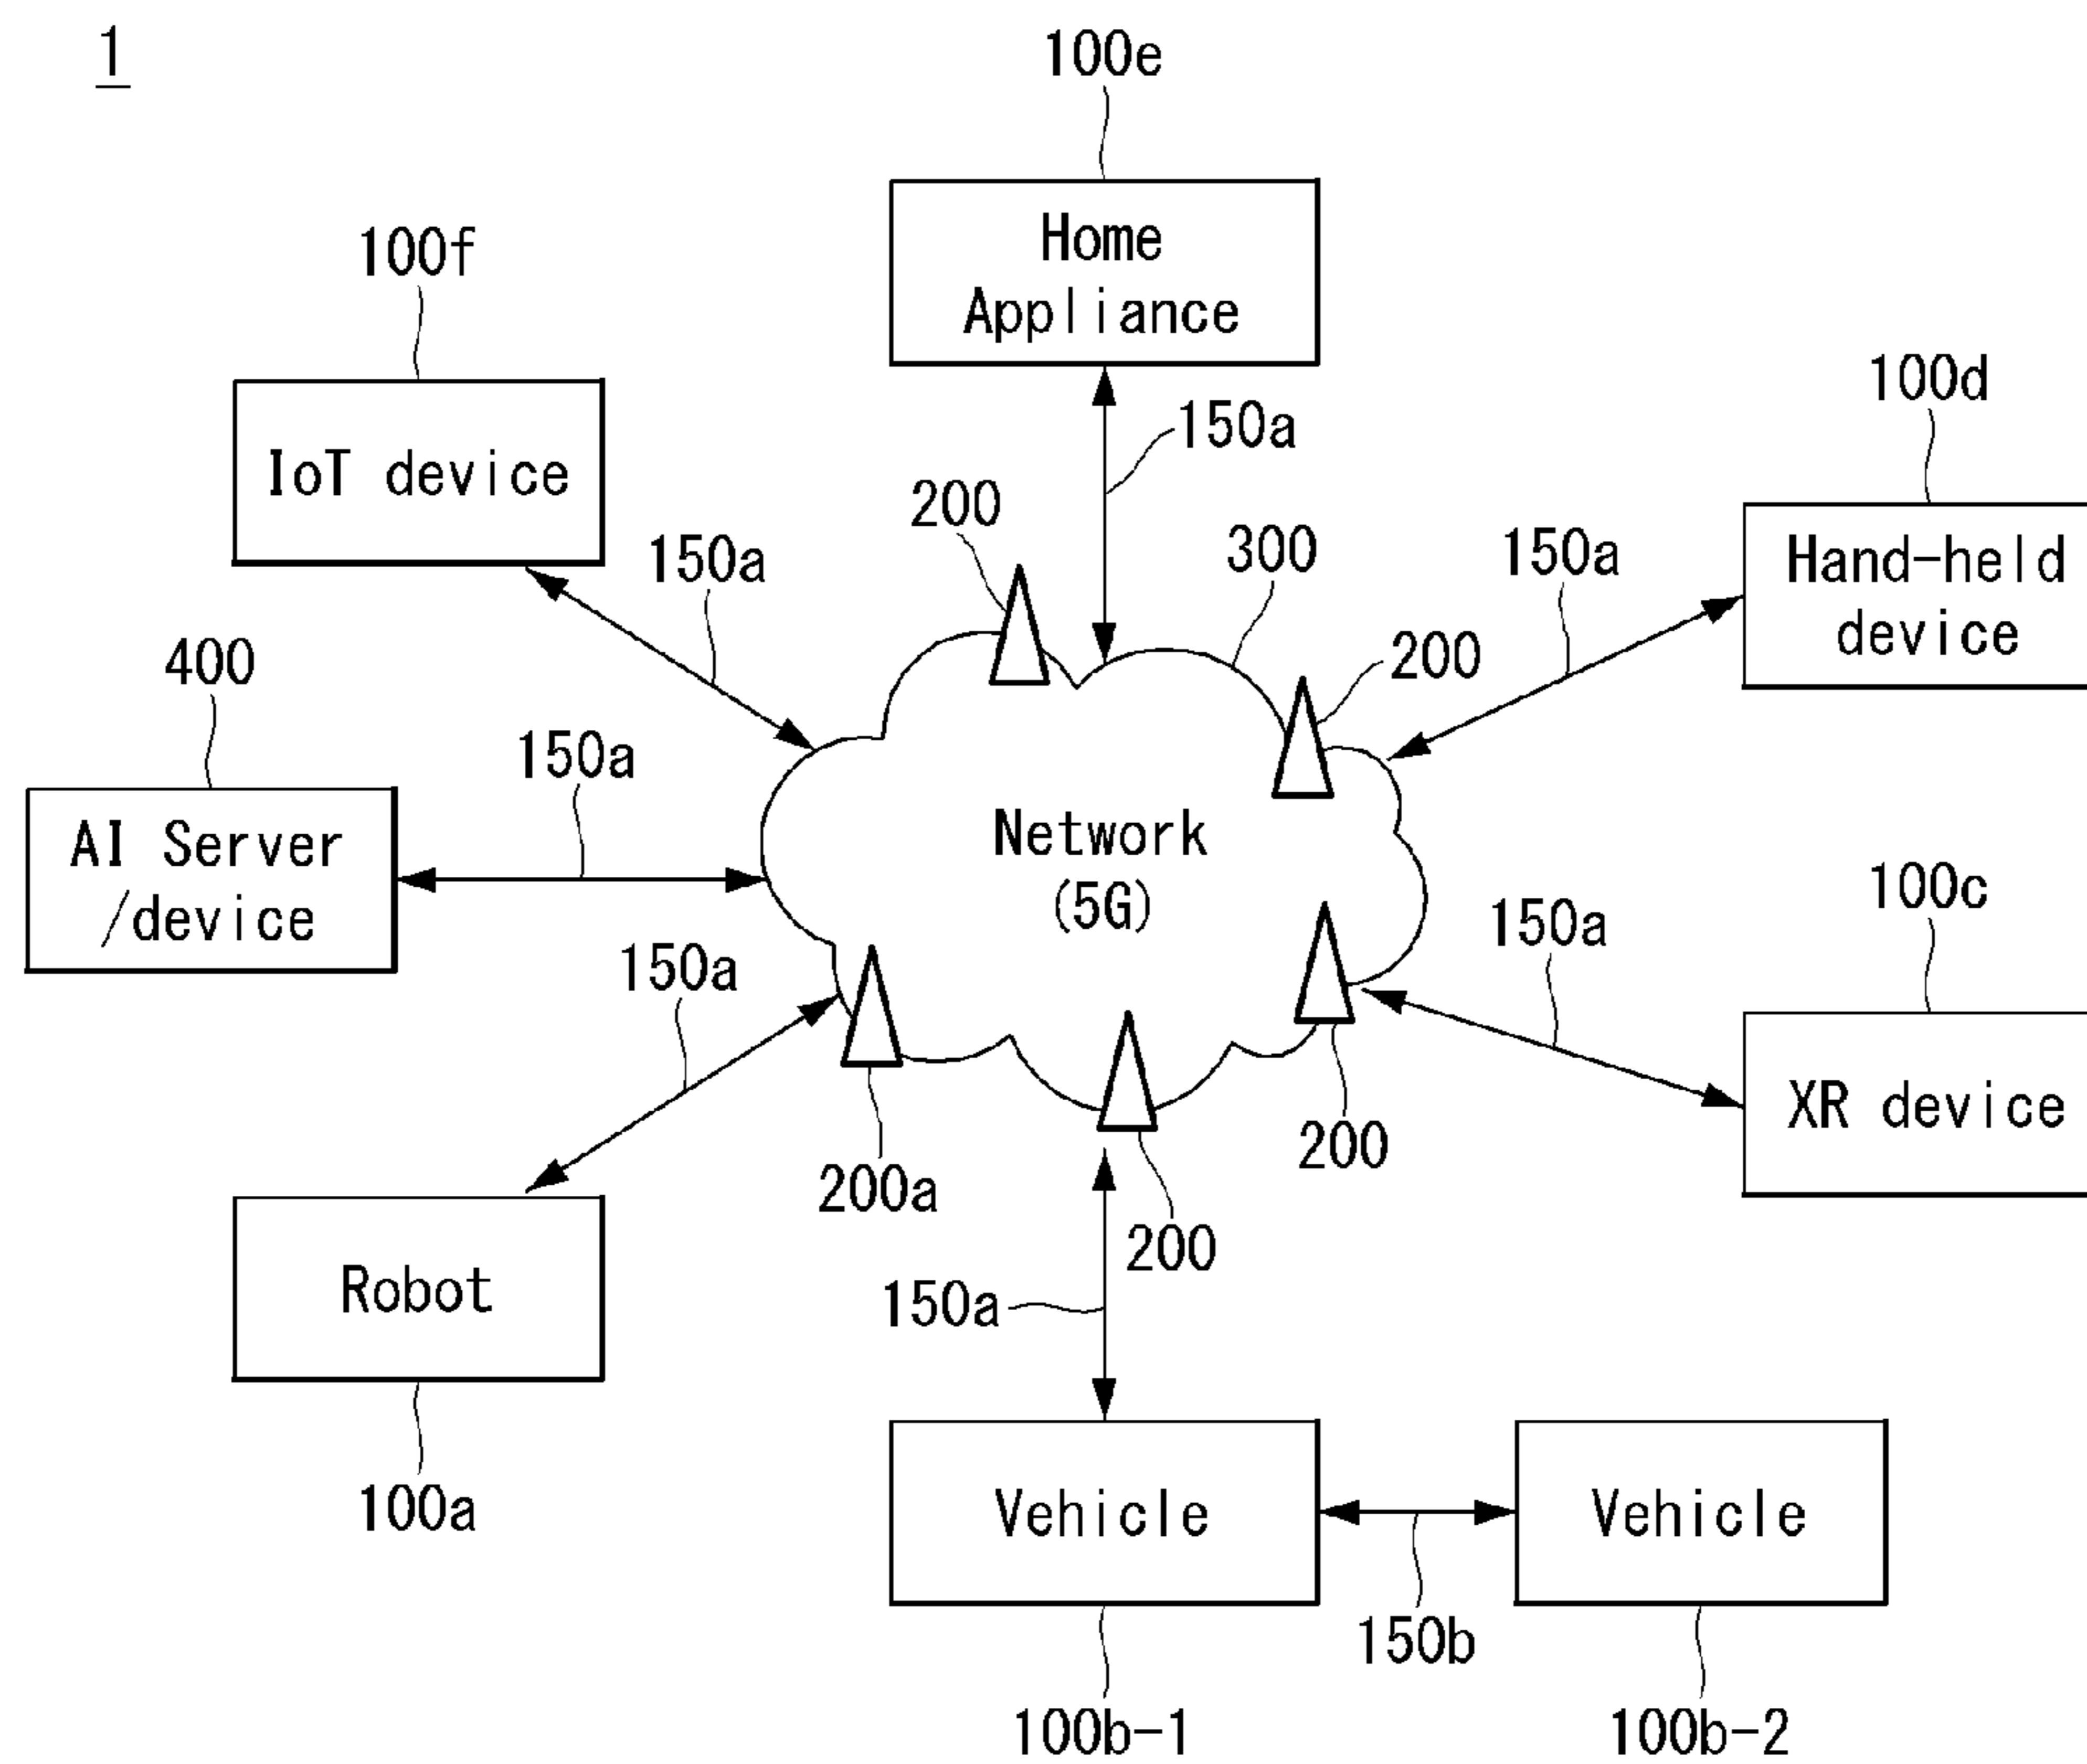 1
100e
Home
Appliance
100f
IoT device
150a
100d
Hand-held
device
200
150a
300
150a
200
400
AI Server
/device
150a
Network
(5G)
100c
XR device
150a
150a
200a
200
200
Robot
100a
150a
Vehicle
150b
Vehicle
100b-1
100b-2